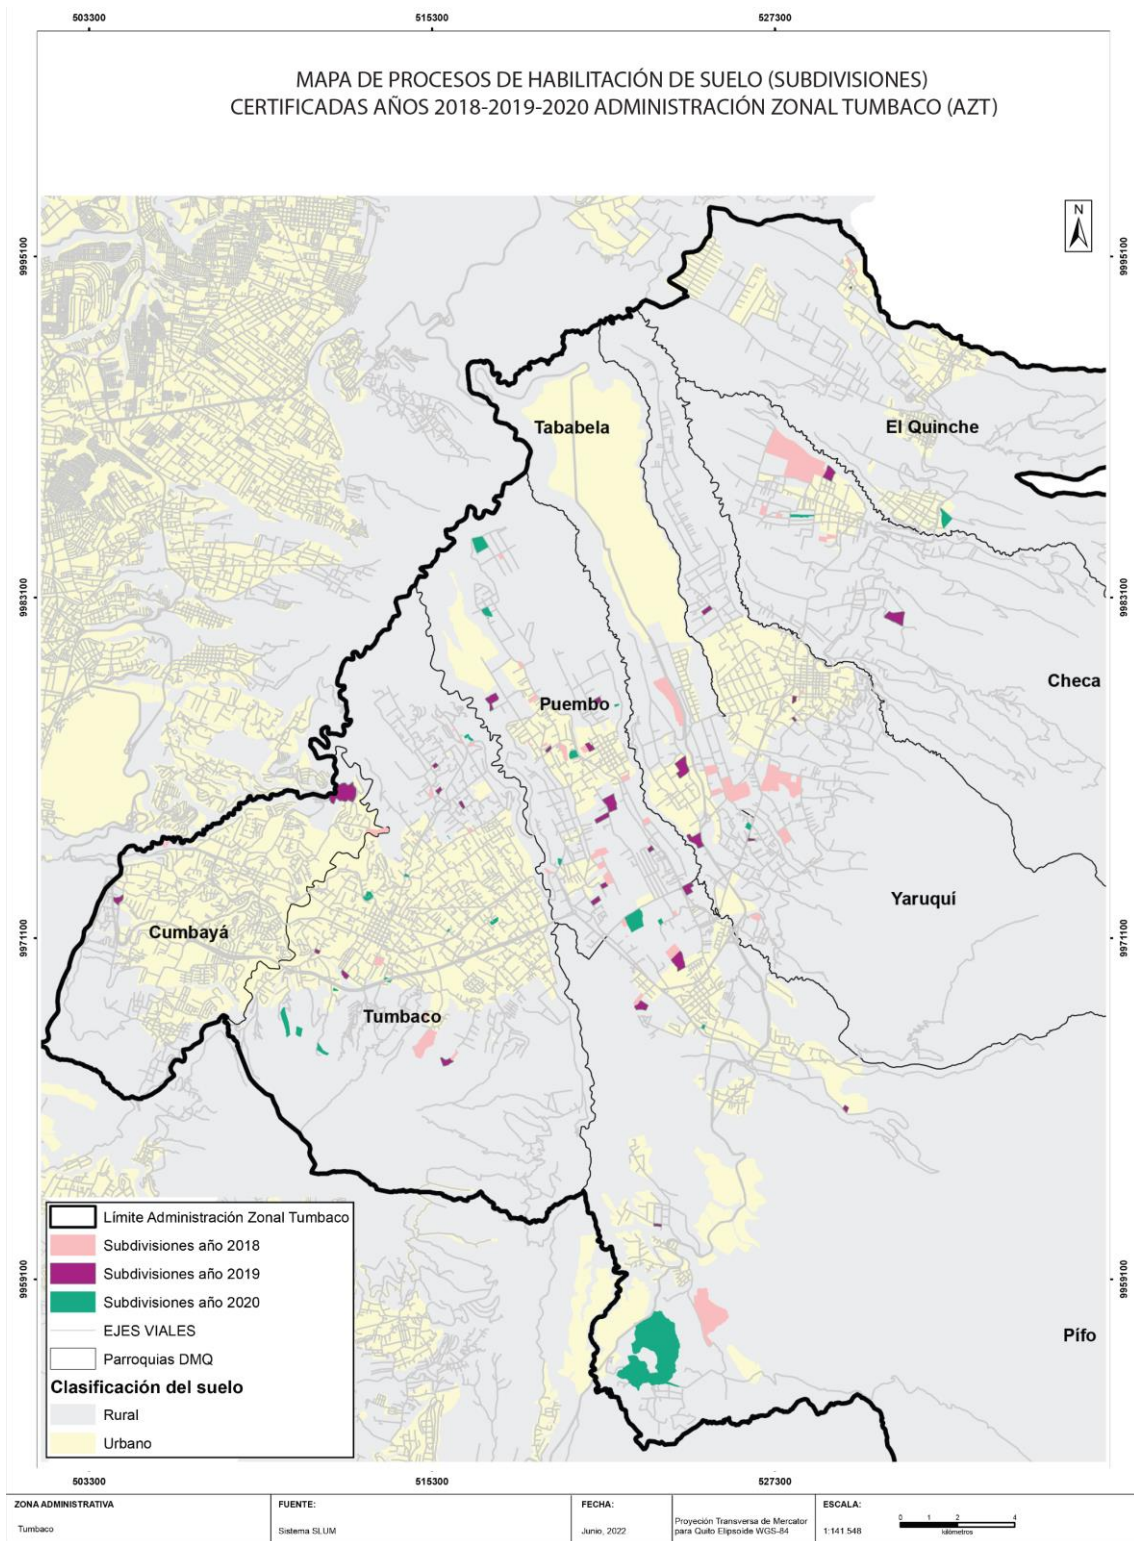 503300
515300
527300
MAPA DE PROCESOS DE HABILITACIÓN DE SUELO (SUBDIVISIONES)
CERTIFICADAS AÑOS 2018-2019-2020 ADMINISTRACIÓN ZONAL TUMBACO (AZT)
N
9995100
9995100
Tababela
El Quinche
9983100
9983100
Checa
Puembo
Yaruquí
Cumbayá
9971100
9971100
Tumbaco
Límite Administración Zonal Tumbaco
Subdivisiones año 2018
Subdivisiones año 2019
Subdivisiones año 2020
EJES VIALES
Parroquias DMQ
Clasificación del suelo
Rural
Urbano
9959100
9959100
Pifo
503300
515300
527300
ZONA ADMINISTRATIVA
Tumbaco
FUENTE:
Sistema SLUM
FECHA:
Junio, 2022
Proyeción Transversa de Mercator
para Quito Elipsoide WGS-84
ESCALA:
1:141.548
0 1 2 4
kilómetros